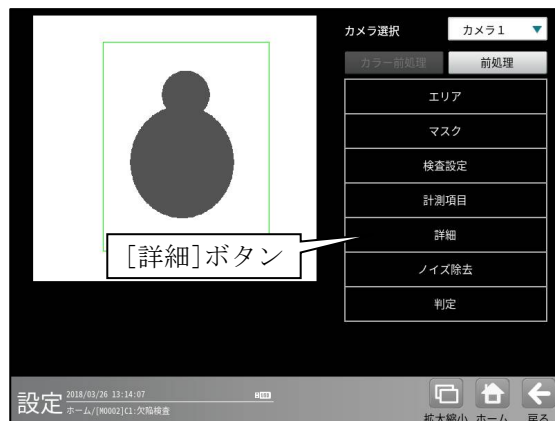 カメラ選択 カメラ1
カラー前処理 前処理
エリア
マスク
検査設定
計測項目
詳細
[詳細]ボタン
ノイズ除去
判定
設定 2018/03/26 13:14:07
ホーム/[M0002]C1:欠陥検査
拡大縮小 ホーム 戻る